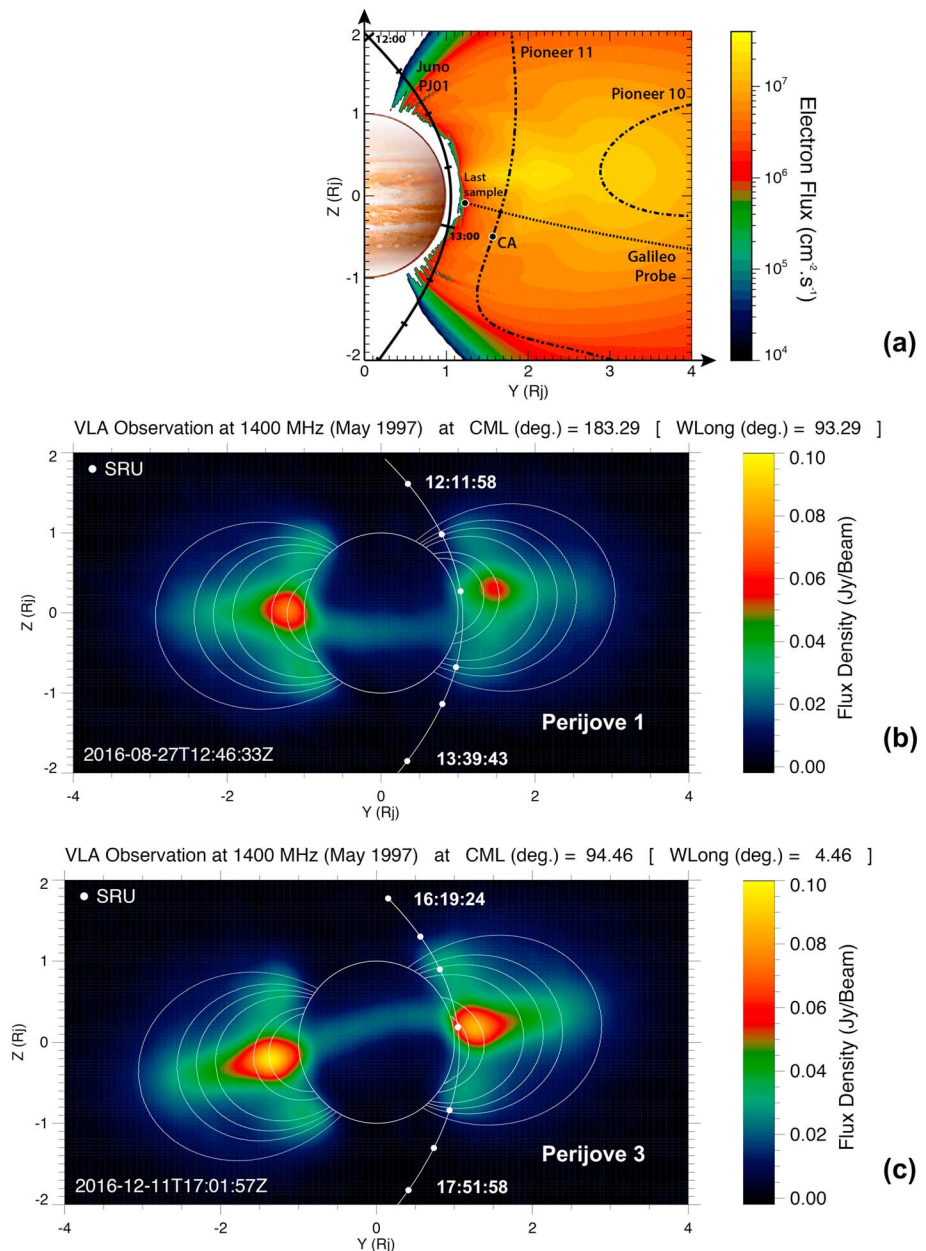 (a)
2
1
0
-1
-2
Z (Rj)
0
1
2
3
4
Y (Rj)
12:00
Juno
PJ01
Pioneer 11
Pioneer 10
Last
sample
13:00
CA
Galileo
Probe
10⁷
10⁶
10⁵
10⁴
Electron Flux (cm⁻².s⁻¹)
VLA Observation at 1400 MHz (May 1997) at CML (deg.) = 183.29 [ WLong (deg.) = 93.29 ]
2
1
0
-1
-2
Z (Rj)
SRU
12:11:58
Perijove 1
13:39:43
2016-08-27T12:46:33Z
-4
-2
0
2
4
Y (Rj)
0.10
0.08
0.06
0.04
0.02
0.00
Flux Density (Jy/Beam)
(b)
VLA Observation at 1400 MHz (May 1997) at CML (deg.) = 94.46 [ WLong (deg.) = 4.46 ]
2
1
0
-1
-2
Z (Rj)
SRU
16:19:24
Perijove 3
17:51:58
2016-12-11T17:01:57Z
-4
-2
0
2
4
Y (Rj)
0.10
0.08
0.06
0.04
0.02
0.00
Flux Density (Jy/Beam)
(c)